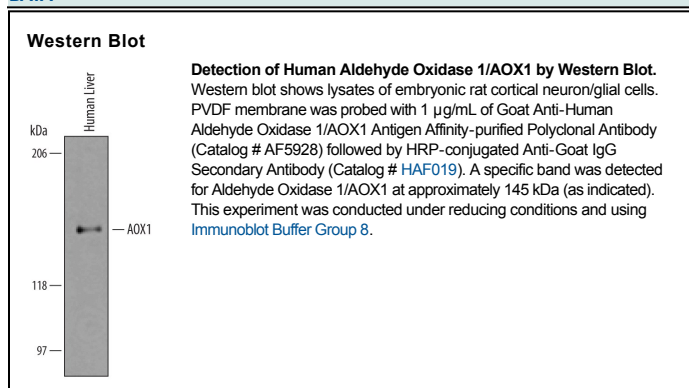 Western Blot
Human Liver
kDa
206
AOX1
118
97
Detection of Human Aldehyde Oxidase 1/AOX1 by Western Blot.
Western blot shows lysates of embryonic rat cortical neuron/glial cells.
PVDF membrane was probed with 1 µg/mL of Goat Anti-Human
Aldehyde Oxidase 1/AOX1 Antigen Affinity-purified Polyclonal Antibody
(Catalog # AF5928) followed by HRP-conjugated Anti-Goat IgG
Secondary Antibody (Catalog # HAF019). A specific band was detected
for Aldehyde Oxidase 1/AOX1 at approximately 145 kDa (as indicated).
This experiment was conducted under reducing conditions and using
Immunoblot Buffer Group 8.